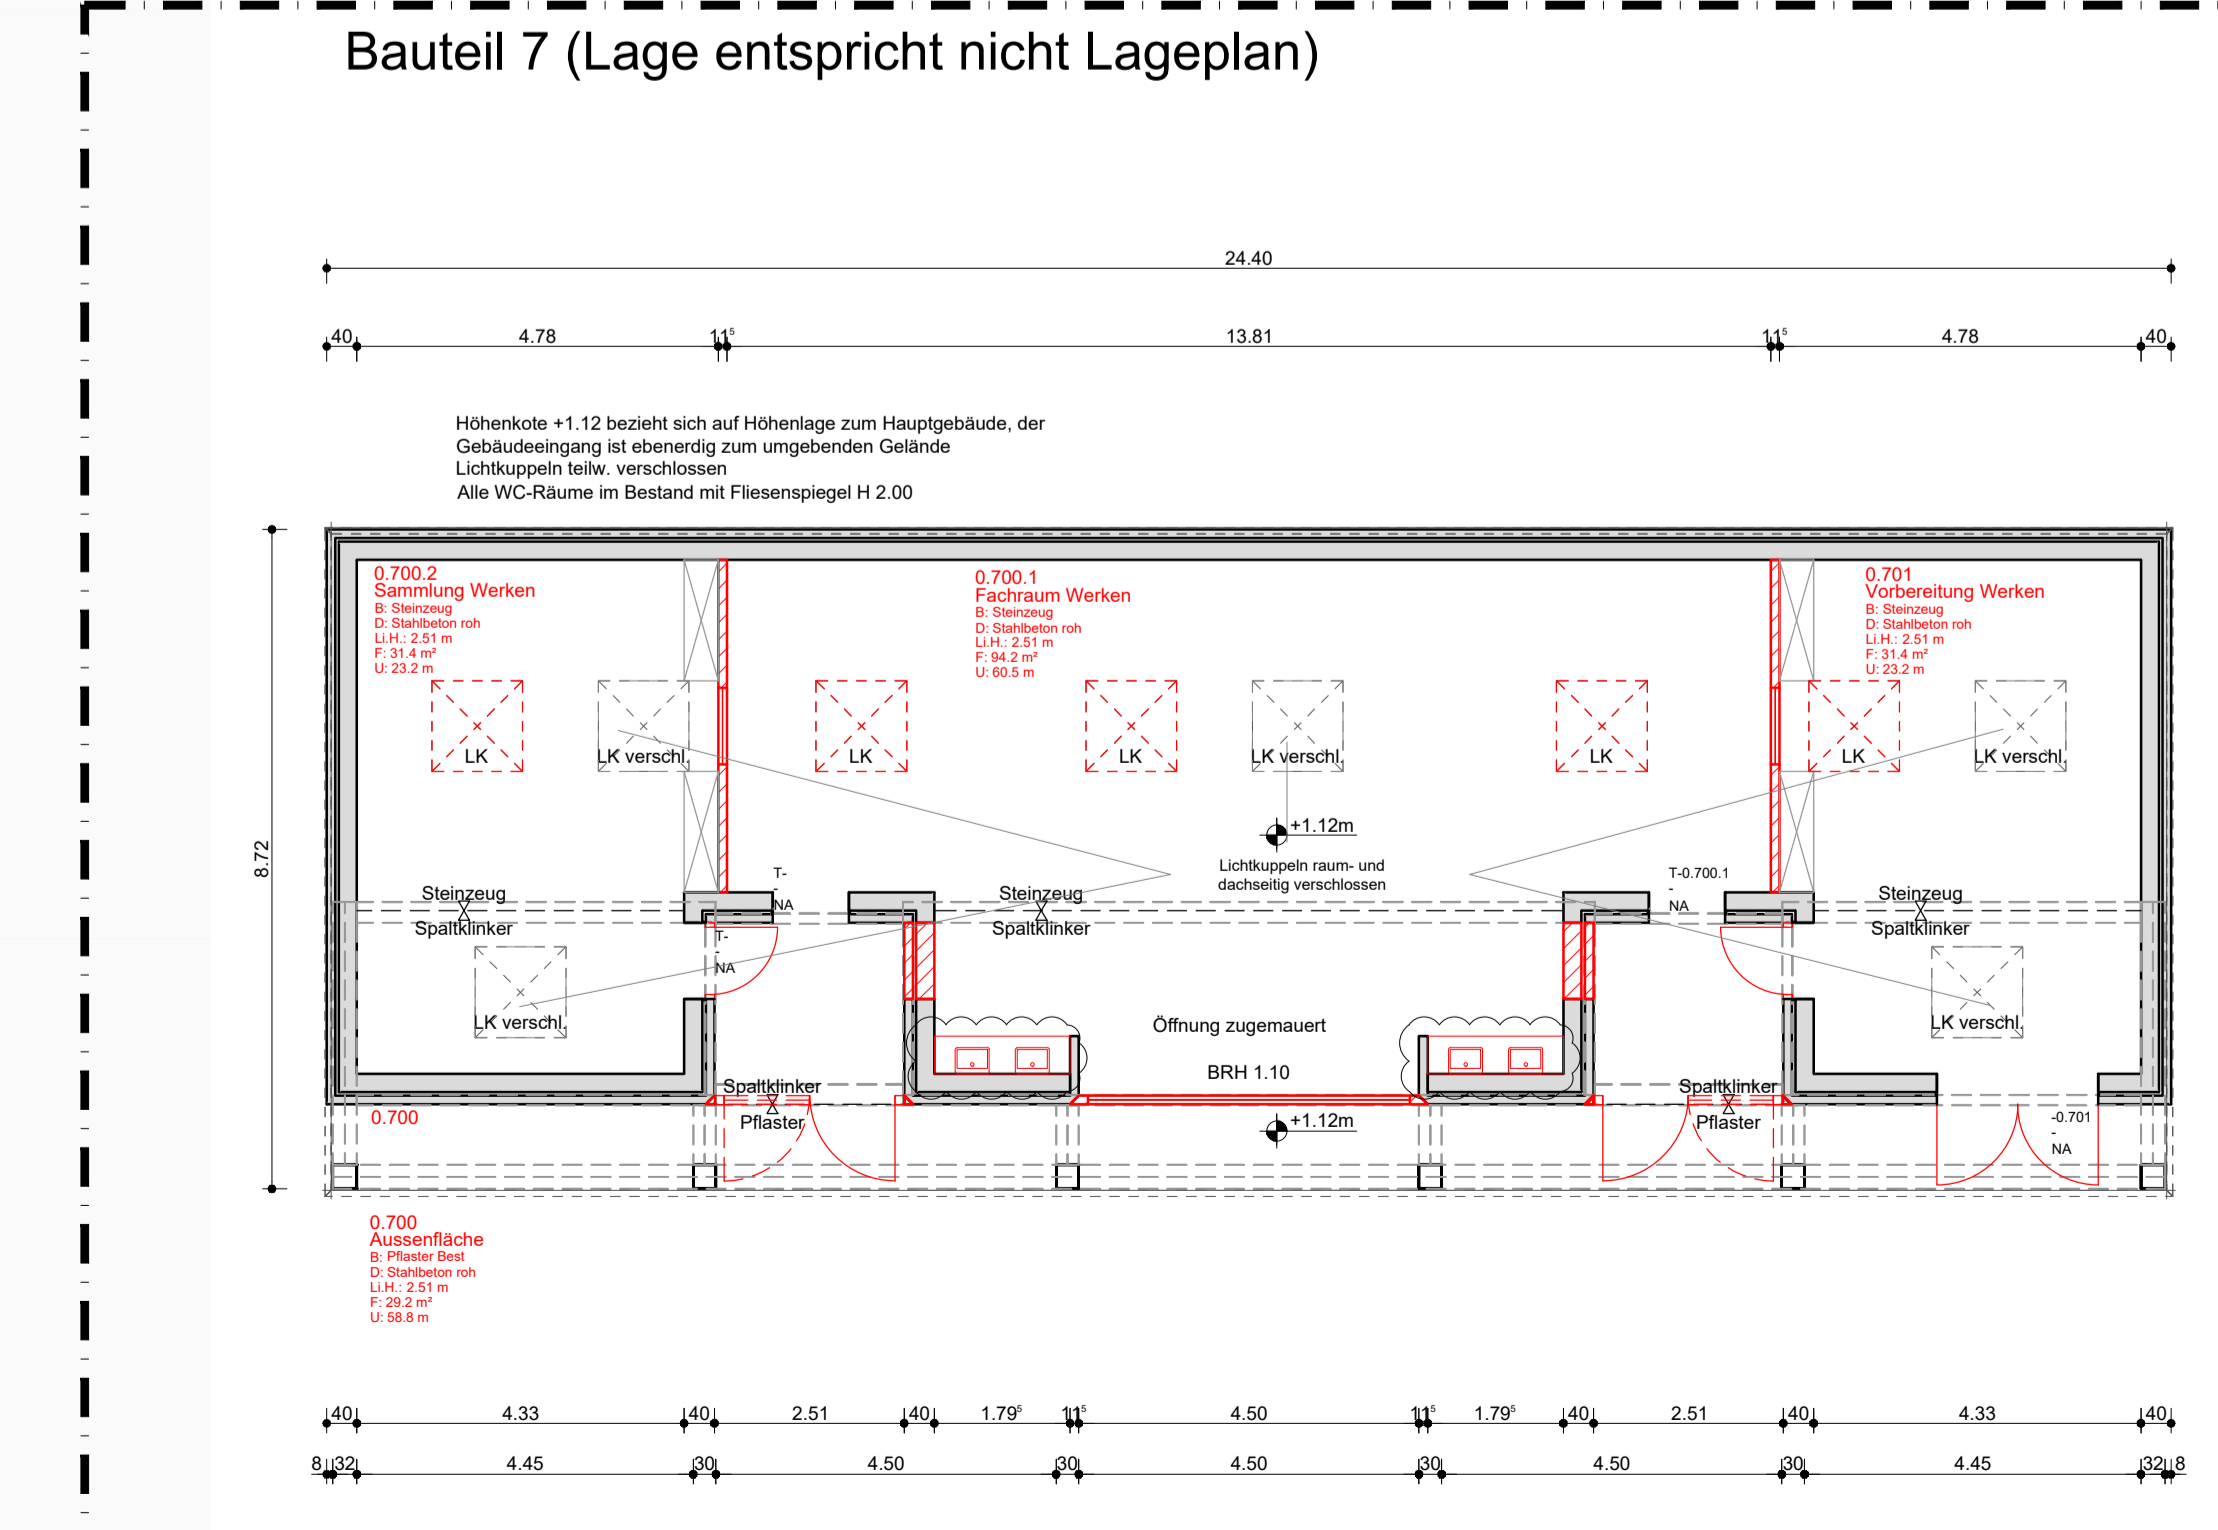 Bauteil 7 (Lage entspricht nicht Lageplan)
24.40
40 4.78 11⁵ 13.81 11⁵ 4.78 40
Höhenkote +1.12 bezieht sich auf Höhenlage zum Hauptgebäude, der
Gebäudeeingang ist ebenerdig zum umgebenden Gelände
Lichtkuppeln teilw. verschlossen
Alle WC-Räume im Bestand mit Fliesenspiegel H 2.00
8.72
0.700.2
Sammlung Werken
B: Steinzeug
D: Stahlbeton roh
Li.H.: 2.51 m
F: 31.4 m²
U: 23.2 m
0.700.1
Fachraum Werken
B: Steinzeug
D: Stahlbeton roh
Li.H.: 2.51 m
F: 94.2 m²
U: 60.5 m
0.701
Vorbereitung Werken
B: Steinzeug
D: Stahlbeton roh
Li.H.: 2.51 m
F: 31.4 m²
U: 23.2 m
LK LK verschl. LK LK LK verschl. LK LK LK verschl.
+1.12m
Lichtkuppeln raum- und
dachseitig verschlossen
T-
-
NA
T-0.700.1
-
NA
Steinzeug Steinzeug Steinzeug
Spaltklinker Spaltklinker Spaltklinker
T-
-
NA
LK verschl. LK verschl.
Öffnung zugemauert
BRH 1.10
Spaltklinker Spaltklinker
Pflaster Pflaster
0.700
+1.12m
-0.701
-
NA
0.700
Aussenfläche
B: Pflaster Best
D: Stahlbeton roh
Li.H.: 2.51 m
F: 29.2 m²
U: 58.8 m
40 4.33 40 2.51 40 1.79⁵ 11⁵ 4.50 11⁵ 1.79⁵ 40 2.51 40 4.33 40
8 32 4.45 30 4.50 30 4.50 30 4.50 30 4.45 32 8